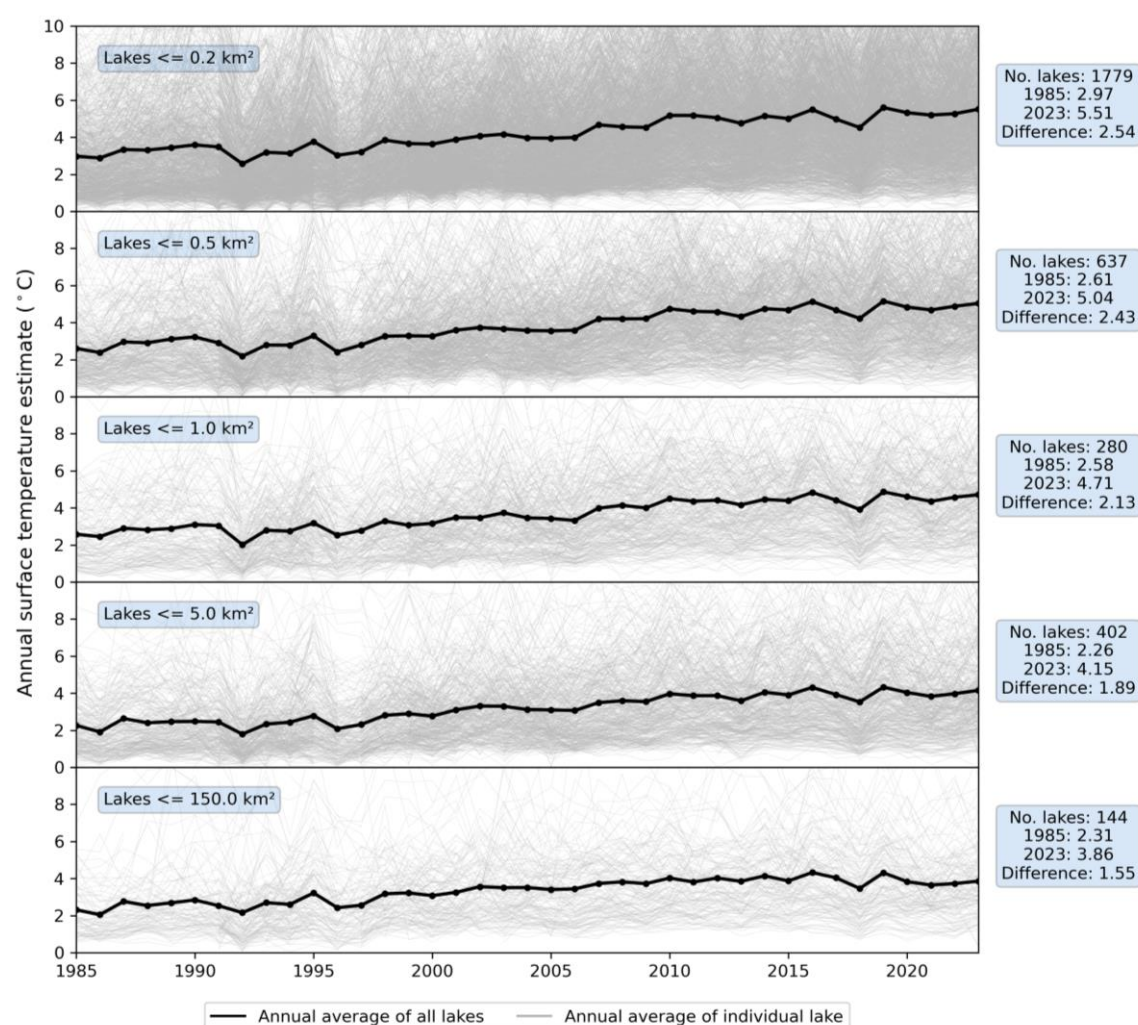 Annual surface temperature estimate (°C)
10
8
6
4
2
0
Lakes <= 0.2 km²
No. lakes: 1779
1985: 2.97
2023: 5.51
Difference: 2.54
8
6
4
2
0
Lakes <= 0.5 km²
No. lakes: 637
1985: 2.61
2023: 5.04
Difference: 2.43
8
6
4
2
0
Lakes <= 1.0 km²
No. lakes: 280
1985: 2.58
2023: 4.71
Difference: 2.13
8
6
4
2
0
Lakes <= 5.0 km²
No. lakes: 402
1985: 2.26
2023: 4.15
Difference: 1.89
8
6
4
2
0
Lakes <= 150.0 km²
No. lakes: 144
1985: 2.31
2023: 3.86
Difference: 1.55
1985 1990 1995 2000 2005 2010 2015 2020
Annual average of all lakes Annual average of individual lake